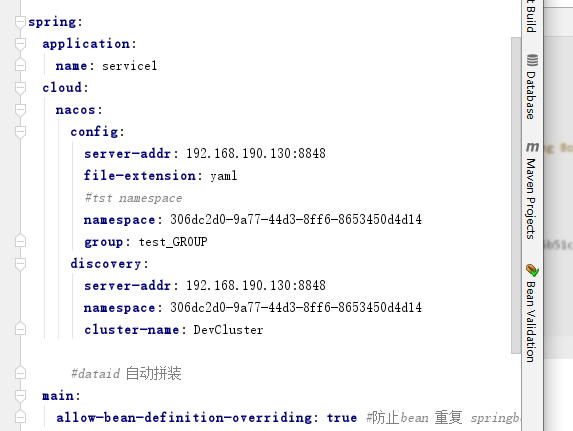 spring:
application:
name: service1
cloud:
nacos:
config:
server-addr: 192.168.190.130:8848
file-extension: yaml
#tst namespace
namespace: 306dc2d0-9a77-44d3-8ff6-8653450d4d14
group: test_GROUP
discovery:
server-addr: 192.168.190.130:8848
namespace: 306dc2d0-9a77-44d3-8ff6-8653450d4d14
cluster-name: DevCluster
#dataid 自动拼装
main:
allow-bean-definition-overriding: true #防止bean 重复
Build
Database
Maven Projects
Bean Validation